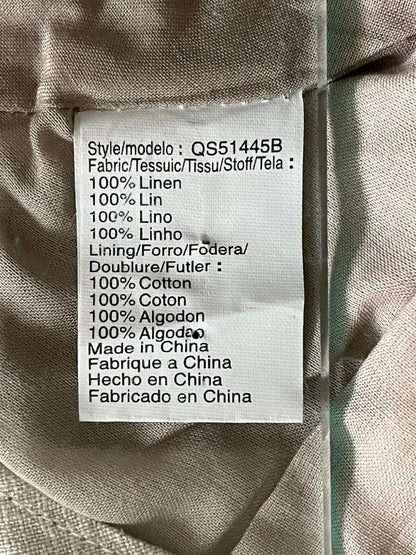 Style/modelo : QS51445B
Fabric/Tessuic/Tissu/Stoff/Tela :
100% Linen
100% Lin
100% Lino
100% Linho
Lining/Forro/Fodera/
Doublure/Futler :
100% Cotton
100% Coton
100% Algodon
100% Algodao
Made in China
Fabrique a China
Hecho en China
Fabricado en China